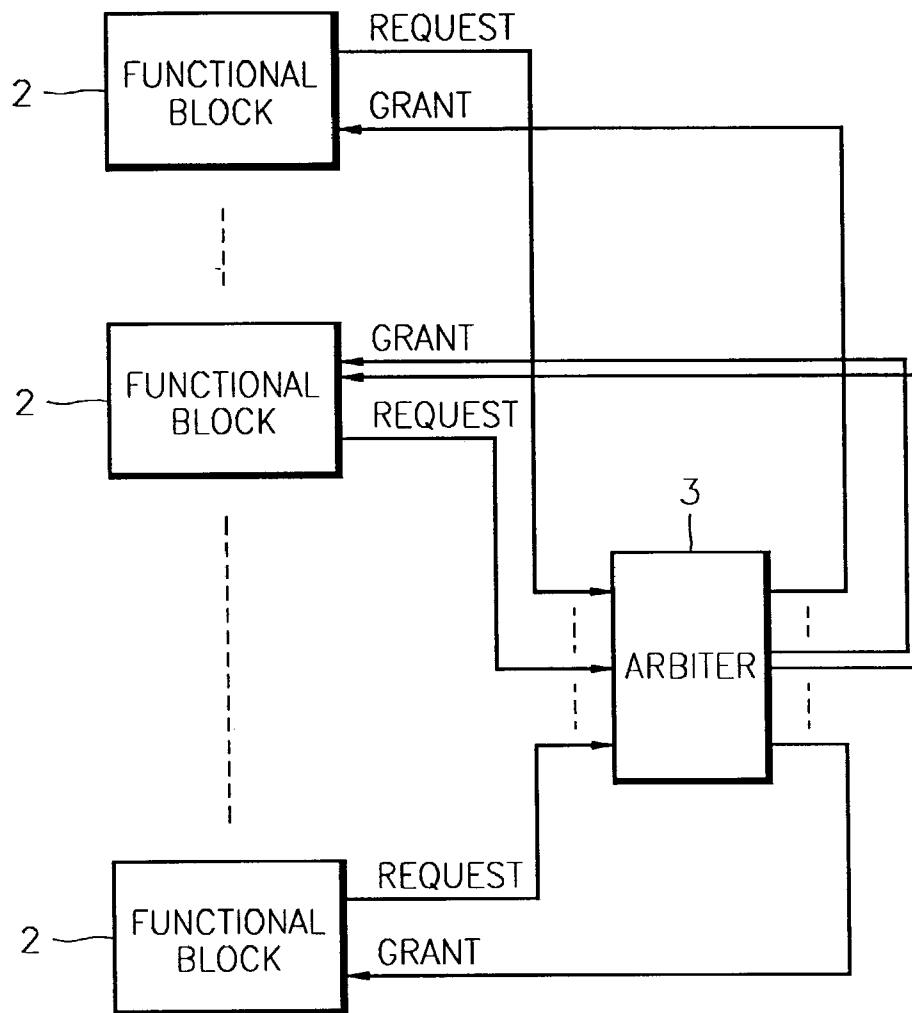 REQUEST
FUNCTIONAL
BLOCK
2
GRANT
GRANT
FUNCTIONAL
BLOCK
2
REQUEST
3
ARBITER
REQUEST
FUNCTIONAL
BLOCK
2
GRANT